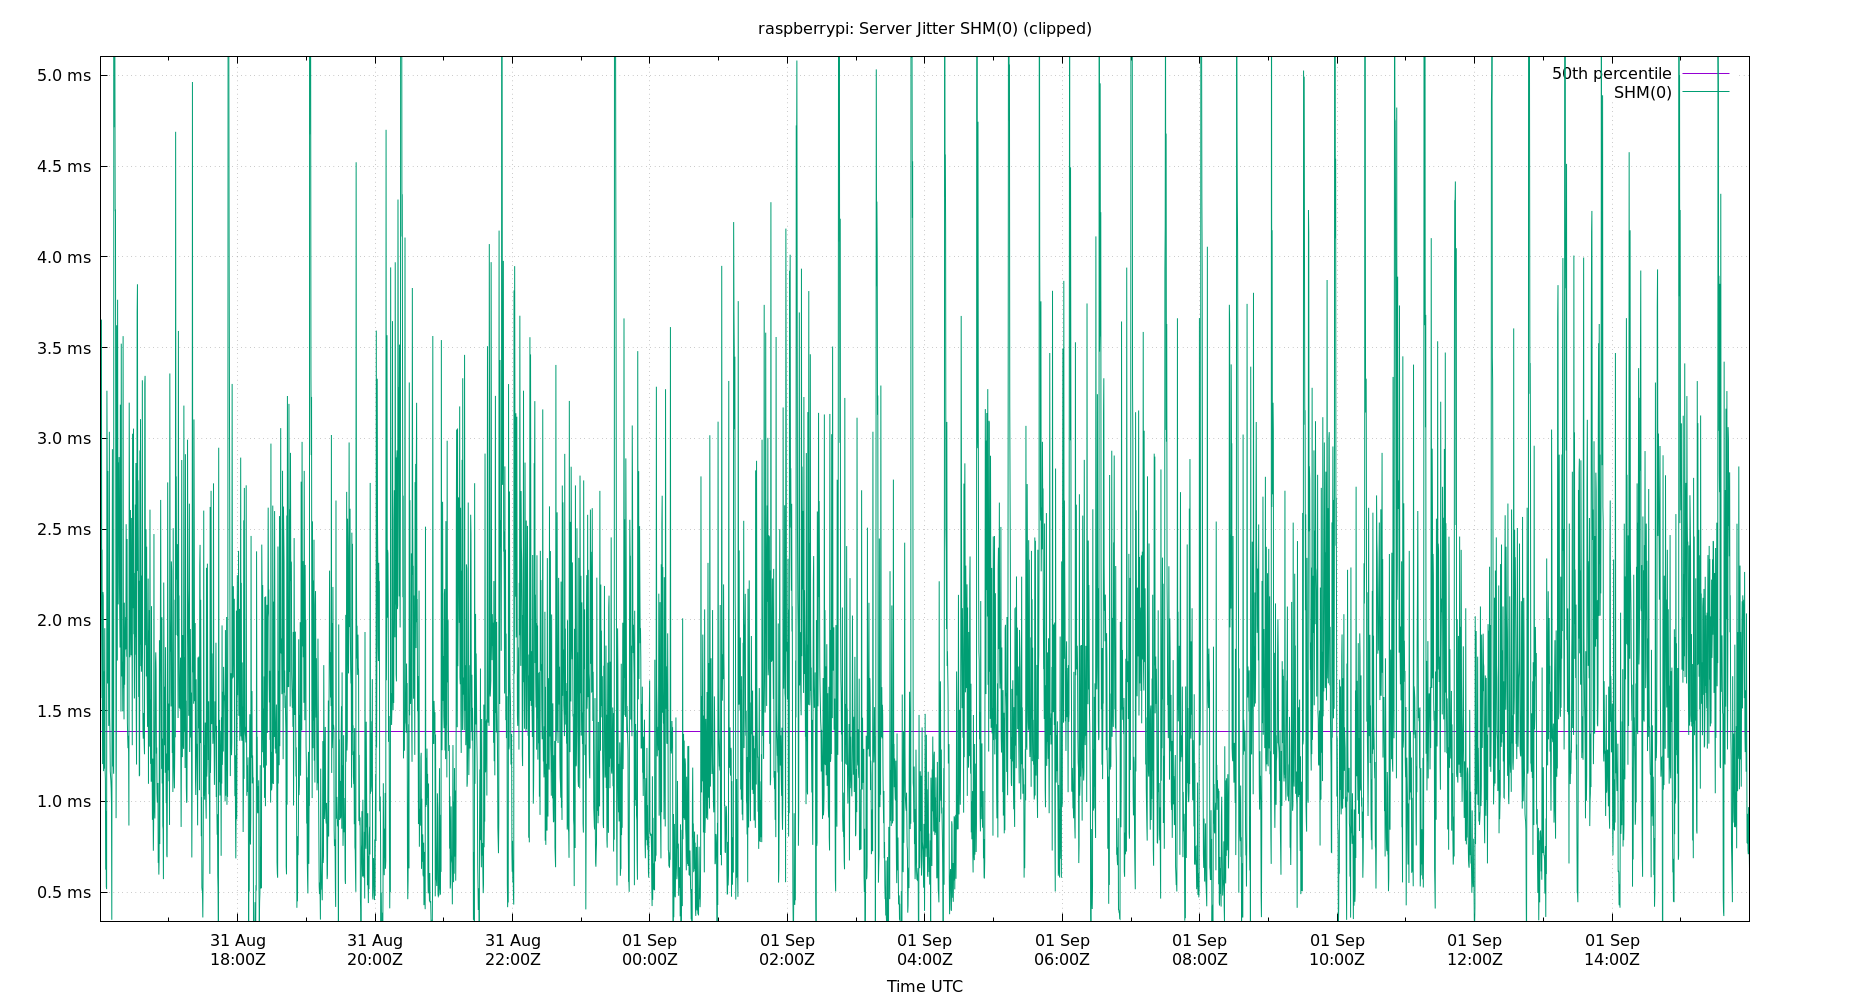 raspberrypi: Server Jitter SHM(0) (clipped)
50th percentile
SHM(0)
5.0 ms
4.5 ms
4.0 ms
3.5 ms
3.0 ms
2.5 ms
2.0 ms
1.5 ms
1.0 ms
0.5 ms
31 Aug 31 Aug 31 Aug 01 Sep 01 Sep 01 Sep 01 Sep 01 Sep 01 Sep 01 Sep 01 Sep
18:00Z 20:00Z 22:00Z 00:00Z 02:00Z 04:00Z 06:00Z 08:00Z 10:00Z 12:00Z 14:00Z
Time UTC